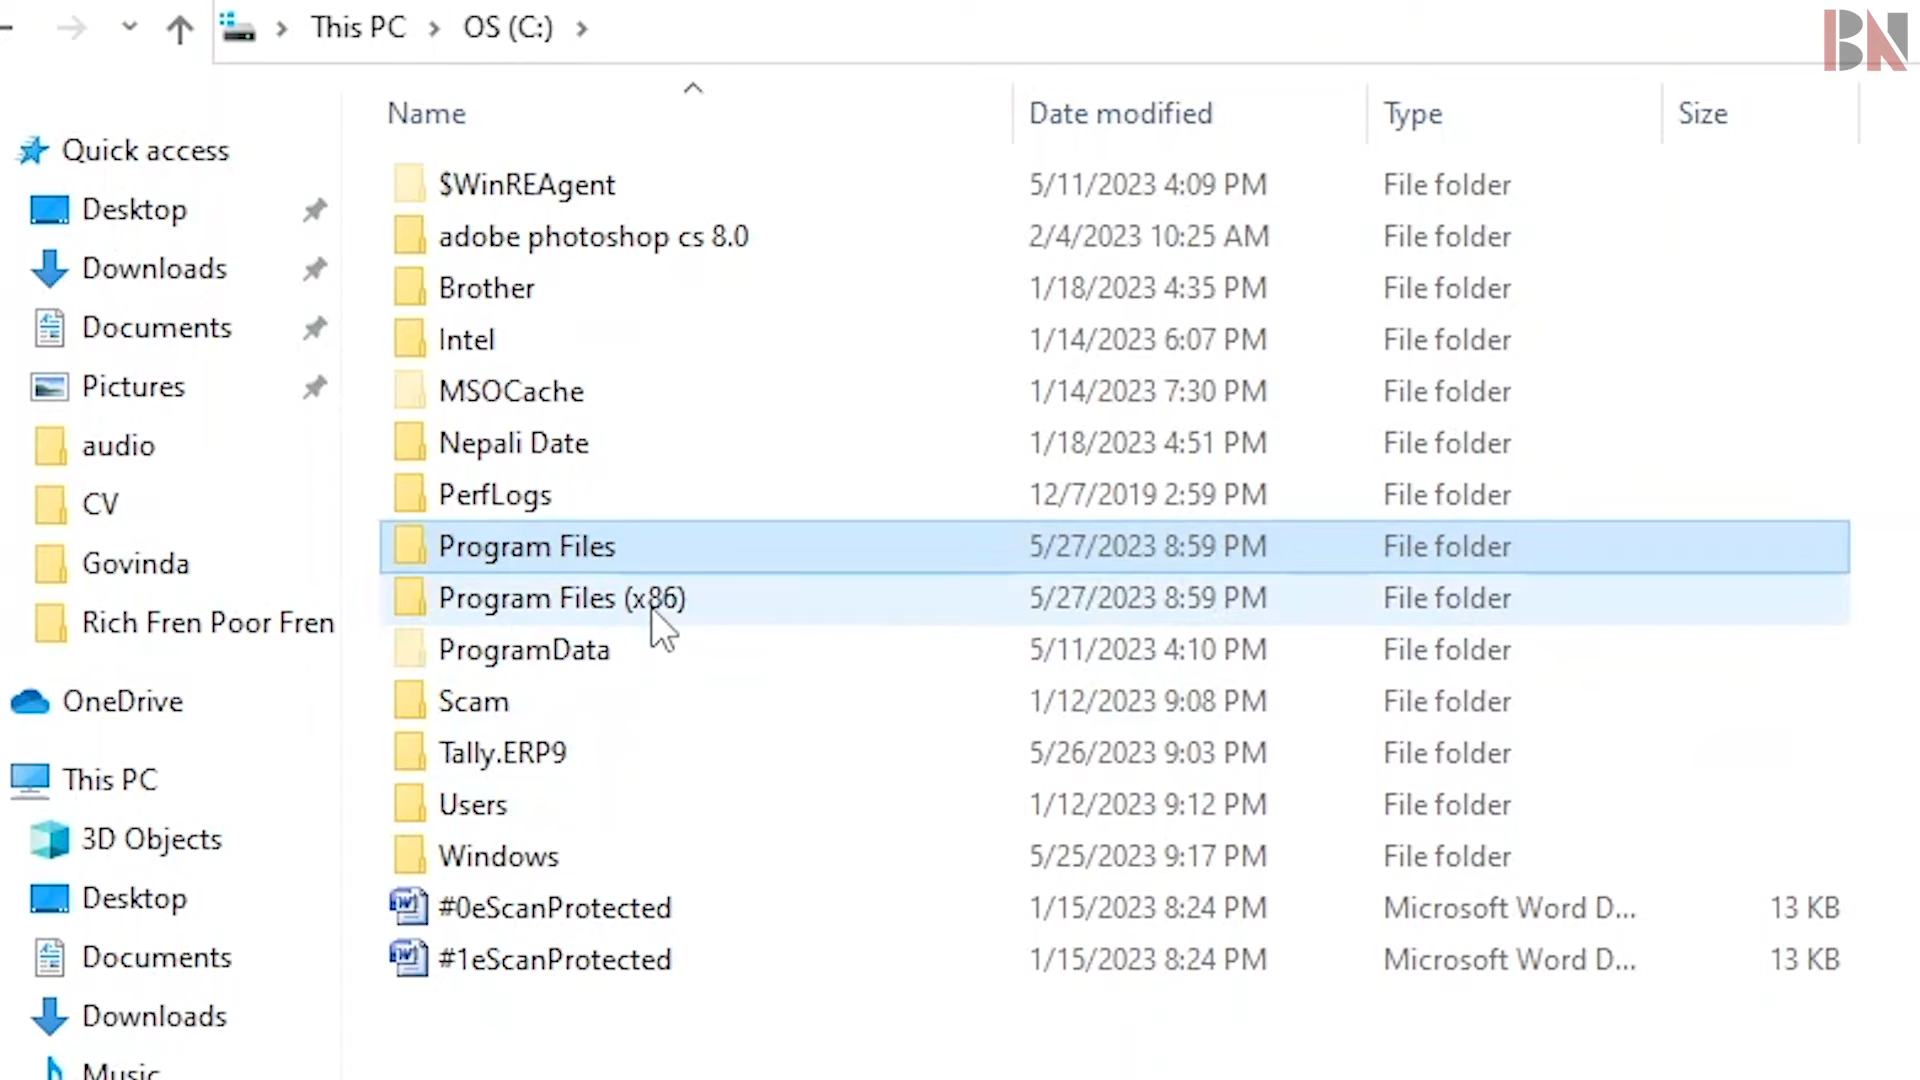 This PC > OS (C:) >
BN
Name Date modified Type Size
Quick access
Desktop
Downloads
Documents
Pictures
audio
CV
Govinda
Rich Fren Poor Fren
OneDrive
This PC
3D Objects
Desktop
Documents
Downloads
Music
$WinREAgent 5/11/2023 4:09 PM File folder
adobe photoshop cs 8.0 2/4/2023 10:25 AM File folder
Brother 1/18/2023 4:35 PM File folder
Intel 1/14/2023 6:07 PM File folder
MSOCache 1/14/2023 7:30 PM File folder
Nepali Date 1/18/2023 4:51 PM File folder
PerfLogs 12/7/2019 2:59 PM File folder
Program Files 5/27/2023 8:59 PM File folder
Program Files (x86) 5/27/2023 8:59 PM File folder
ProgramData 5/11/2023 4:10 PM File folder
Scam 1/12/2023 9:08 PM File folder
Tally.ERP9 5/26/2023 9:03 PM File folder
Users 1/12/2023 9:12 PM File folder
Windows 5/25/2023 9:17 PM File folder
#0eScanProtected 1/15/2023 8:24 PM Microsoft Word D... 13 KB
#1eScanProtected 1/15/2023 8:24 PM Microsoft Word D... 13 KB